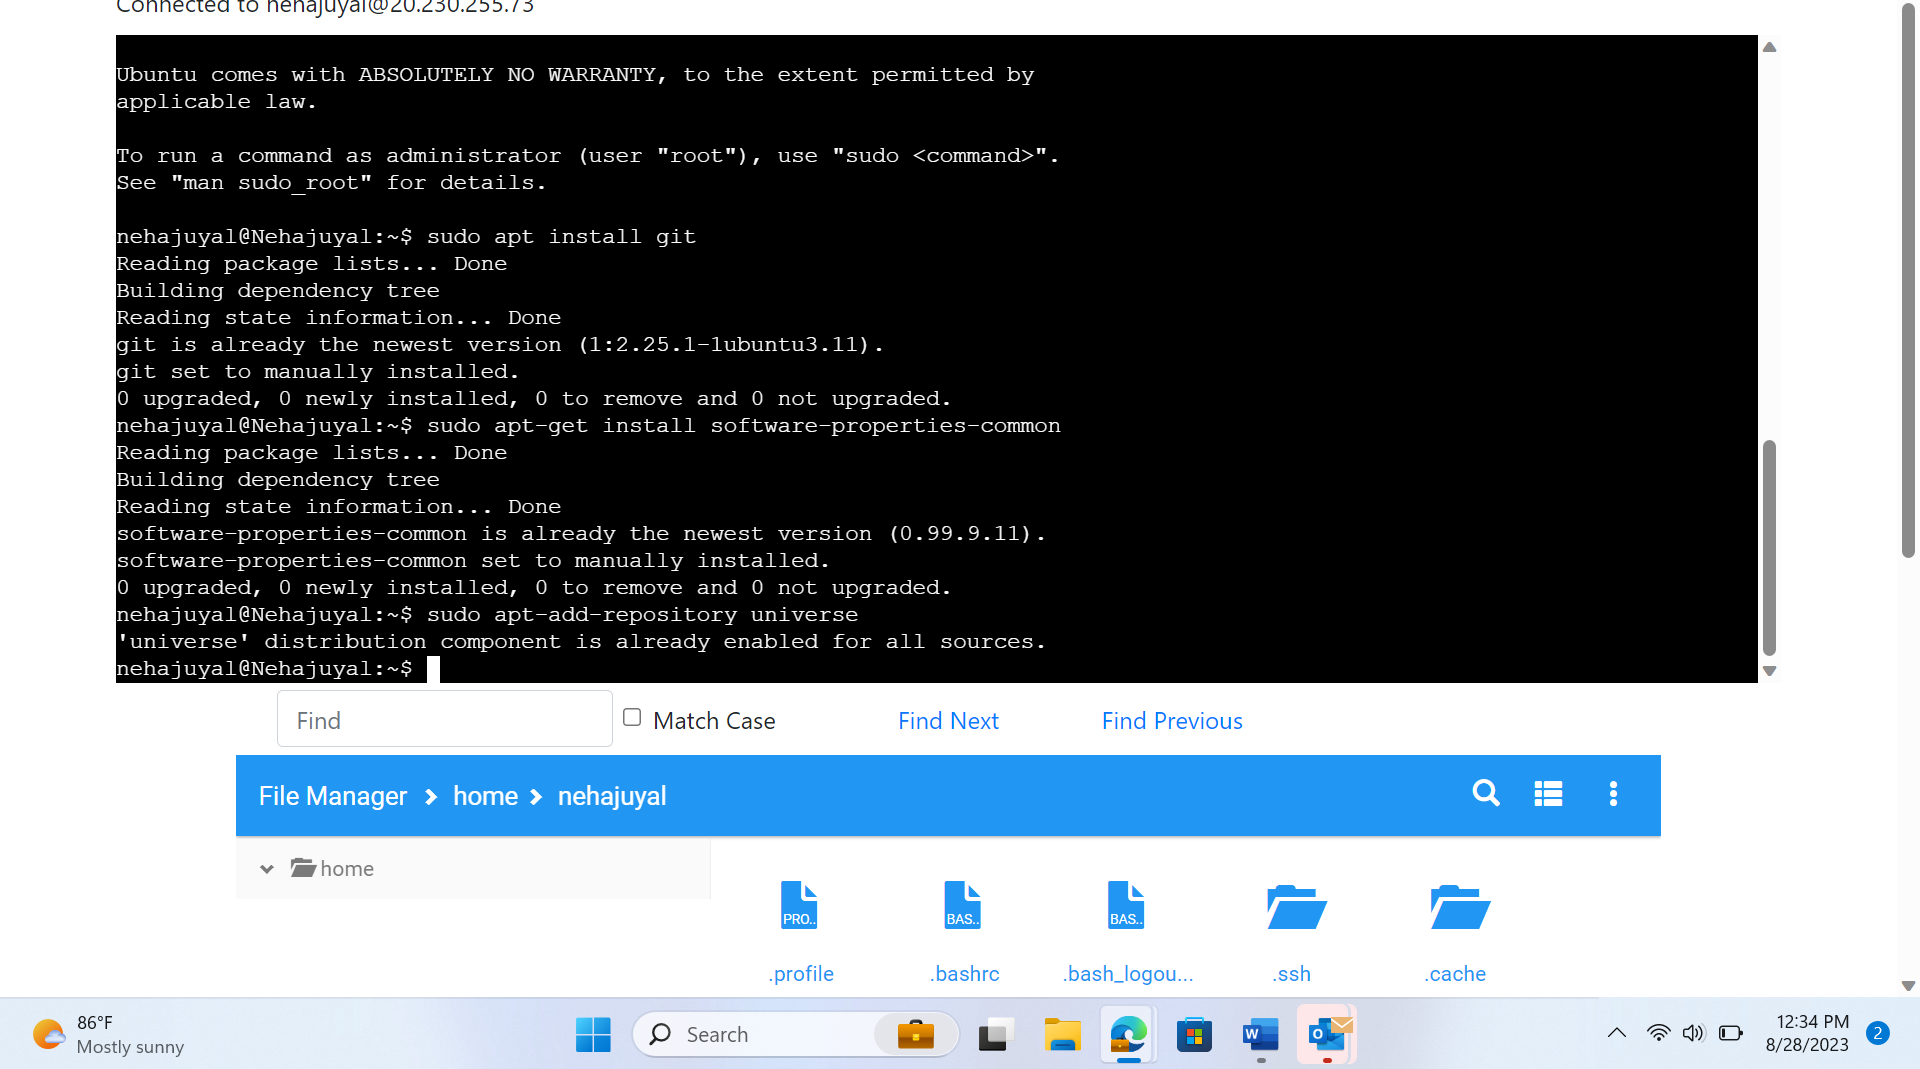 Connected to nehajuyal@20.230.255.73
Ubuntu comes with ABSOLUTELY NO WARRANTY, to the extent permitted by
applicable law.
To run a command as administrator (user "root"), use "sudo <command>".
See "man sudo_root" for details.
nehajuyal@Nehajuyal:~$ sudo apt install git
Reading package lists... Done
Building dependency tree
Reading state information... Done
git is already the newest version (1:2.25.1-1ubuntu3.11).
git set to manually installed.
0 upgraded, 0 newly installed, 0 to remove and 0 not upgraded.
nehajuyal@Nehajuyal:~$ sudo apt-get install software-properties-common
Reading package lists... Done
Building dependency tree
Reading state information... Done
software-properties-common is already the newest version (0.99.9.11).
software-properties-common set to manually installed.
0 upgraded, 0 newly installed, 0 to remove and 0 not upgraded.
nehajuyal@Nehajuyal:~$ sudo apt-add-repository universe
'universe' distribution component is already enabled for all sources.
nehajuyal@Nehajuyal:~$
Find Match Case Find Next Find Previous
File Manager home nehajuyal
home
PRO.. BAS.. BAS..
.profile .bashrc .bash_logou... .ssh .cache
86°F
Mostly sunny
Search
W
O
12:34 PM
8/28/2023
2